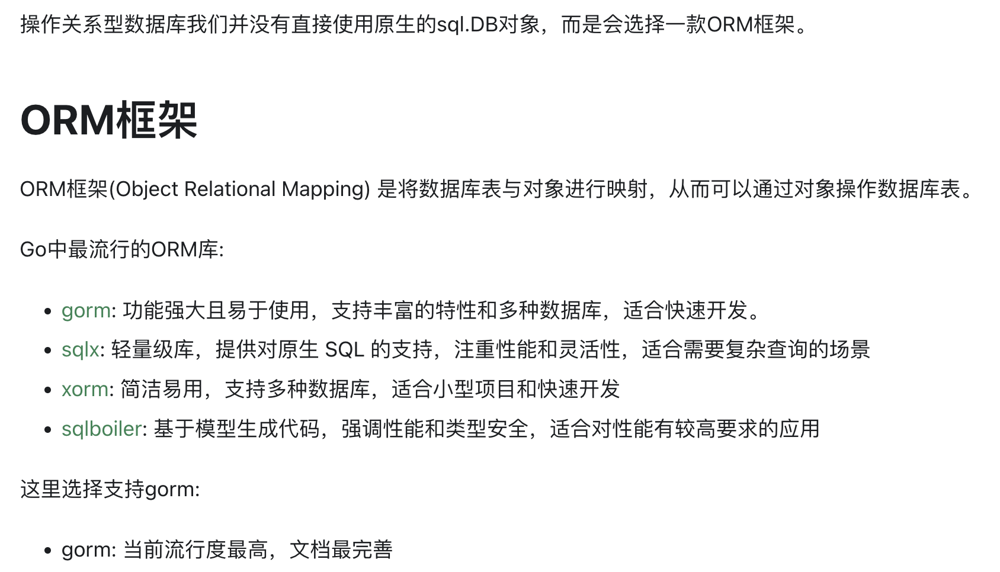 操作关系型数据库我们并没有直接使用原生的sql.DB对象，而是会选择一款ORM框架。
ORM框架
ORM框架(Object Relational Mapping) 是将数据库表与对象进行映射，从而可以通过对象操作数据库表。
Go中最流行的ORM库:
• gorm: 功能强大且易于使用，支持丰富的特性和多种数据库，适合快速开发。
• sqlx: 轻量级库，提供对原生 SQL 的支持，注重性能和灵活性，适合需要复杂查询的场景
• xorm: 简洁易用，支持多种数据库，适合小型项目和快速开发
• sqlboiler: 基于模型生成代码，强调性能和类型安全，适合对性能有较高要求的应用
这里选择支持gorm:
• gorm: 当前流行度最高，文档最完善